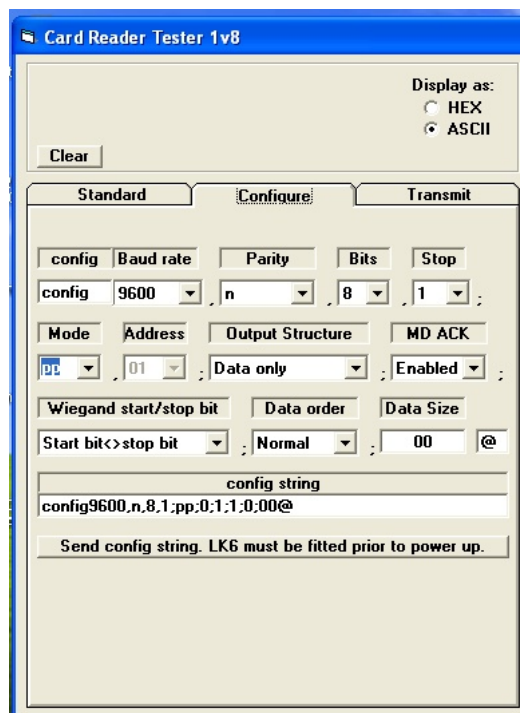 Card Reader Tester 1v8
Display as:
HEX
ASCII
Clear
Standard Configure Transmit
config Baud rate Parity Bits Stop
config 9600 , n , 8 , 1 ;
Mode Address Output Structure MD ACK
pp , 01 ; Data only ; Enabled ;
Wiegand start/stop bit Data order Data Size
Start bit<>stop bit ; Normal ; 00 @
config string
config9600,n,8,1;pp;0;1;1;0;00@
Send config string. LK6 must be fitted prior to power up.